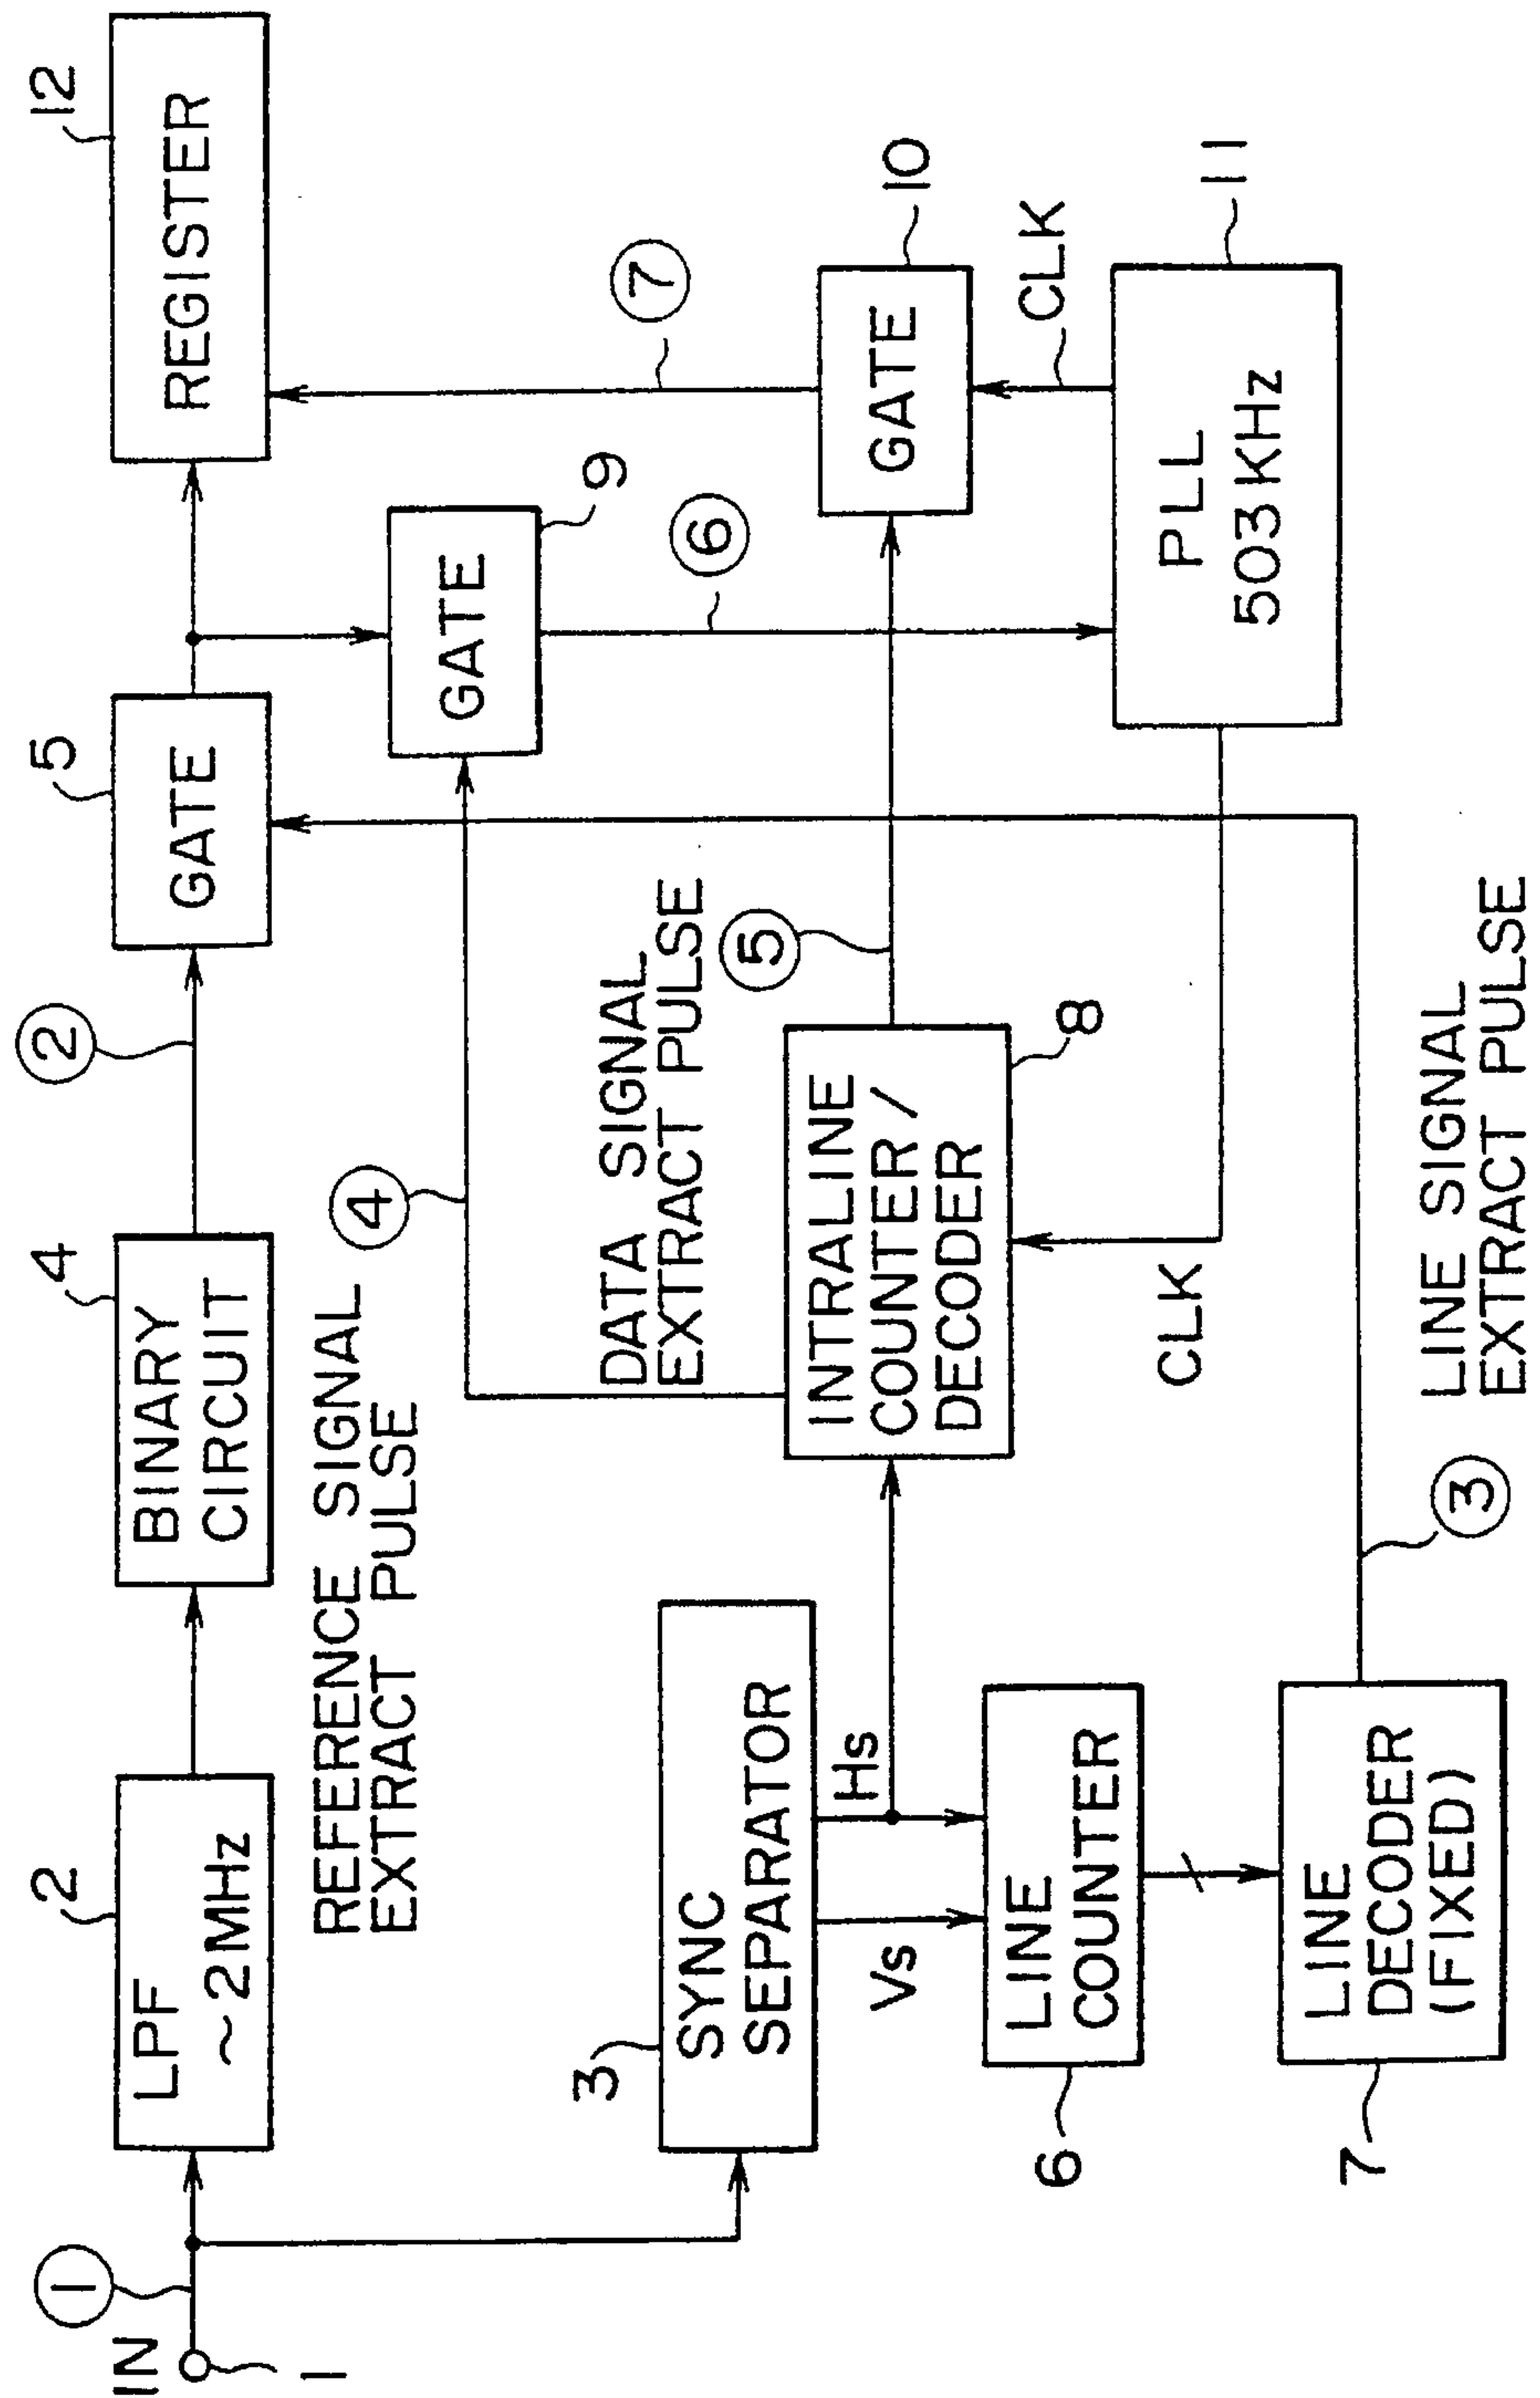 IN
①
1
LPF
~2MHz
2
BINARY
CIRCUIT
4
②
GATE
5
REGISTER
12
REFERENCE SIGNAL
EXTRACT PULSE
④
GATE
9
⑥
⑦
SYNC
SEPARATOR
3
DATA SIGNAL
EXTRACT PULSE
⑤
Hs
Vs
INTRALINE
COUNTER/
DECODER
8
GATE
10
CLK
LINE
COUNTER
6
CLK
PLL
503KHz
11
LINE
DECODER
(FIXED)
7
③
LINE SIGNAL
EXTRACT PULSE